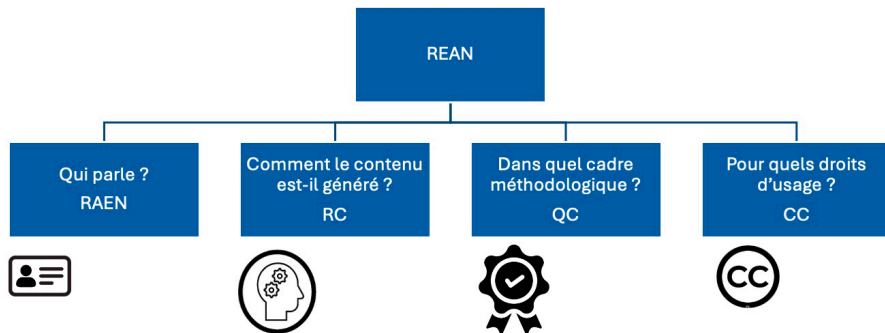 REAN
Qui parle ?
RAEN
Comment le contenu
est-il généré ?
RC
Dans quel cadre
méthodologique ?
QC
Pour quels droits
d'usage ?
CC
CC